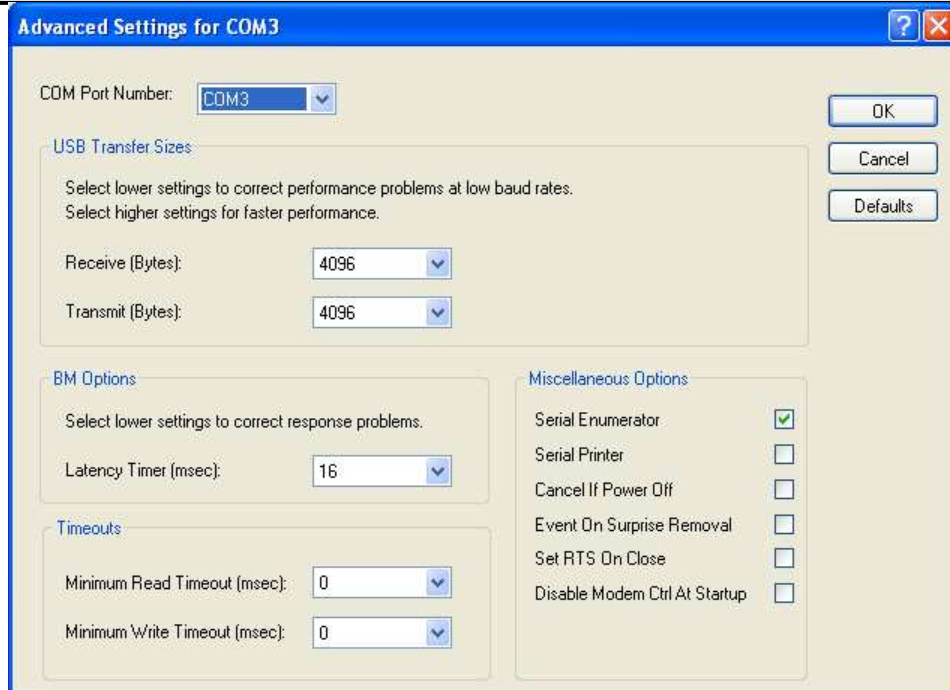 Advanced Settings for COM3
COM Port Number: COM3
OK
Cancel
Defaults
USB Transfer Sizes
Select lower settings to correct performance problems at low baud rates.
Select higher settings for faster performance.
Receive (Bytes): 4096
Transmit (Bytes): 4096
BM Options
Select lower settings to correct response problems.
Latency Timer (msec): 16
Timeouts
Minimum Read Timeout (msec): 0
Minimum Write Timeout (msec): 0
Miscellaneous Options
Serial Enumerator
Serial Printer
Cancel If Power Off
Event On Surprise Removal
Set RTS On Close
Disable Modem Ctrl At Startup